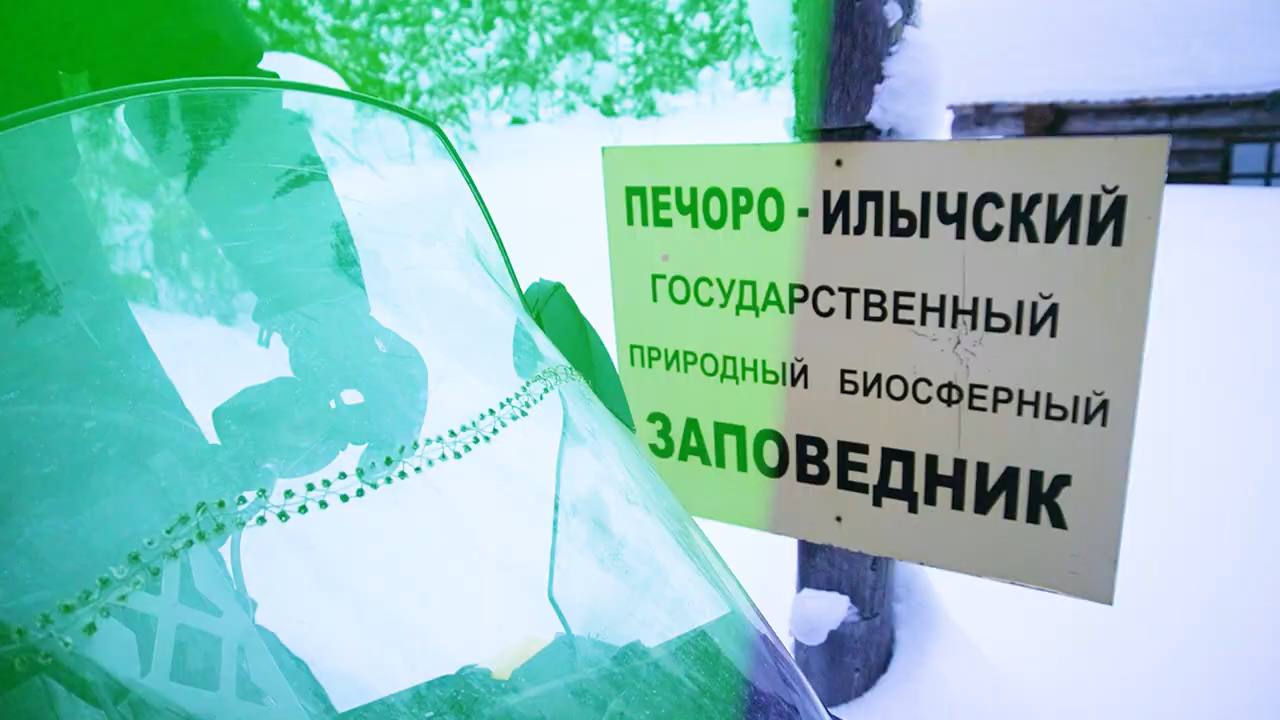 ПЕЧОРО - ИЛЫЧСКИЙ
ГОСУДАРСТВЕННЫЙ
ПРИРОДНЫЙ БИОСФЕРНЫЙ
ЗАПОВЕДНИК